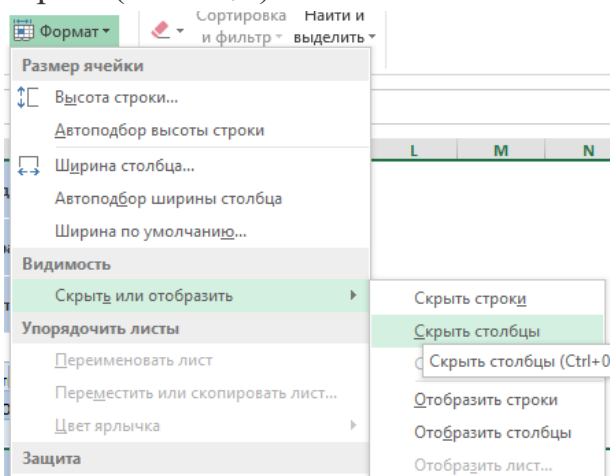 Формат
Сортировка Найти и
и фильтр выделить
Размер ячейки
Высота строки...
Автоподбор высоты строки
Ширина столбца...
Автоподбор ширины столбца
Ширина по умолчанию...
Видимость
Скрыть или отобразить
Упорядочить листы
Переименовать лист
Переместить или скопировать лист...
Цвет ярлычка
Защита
L M N
Скрыть строки
Скрыть столбцы
Скрыть столбцы (Ctrl+0
Отобразить строки
Отобразить столбцы
Отобразить лист...